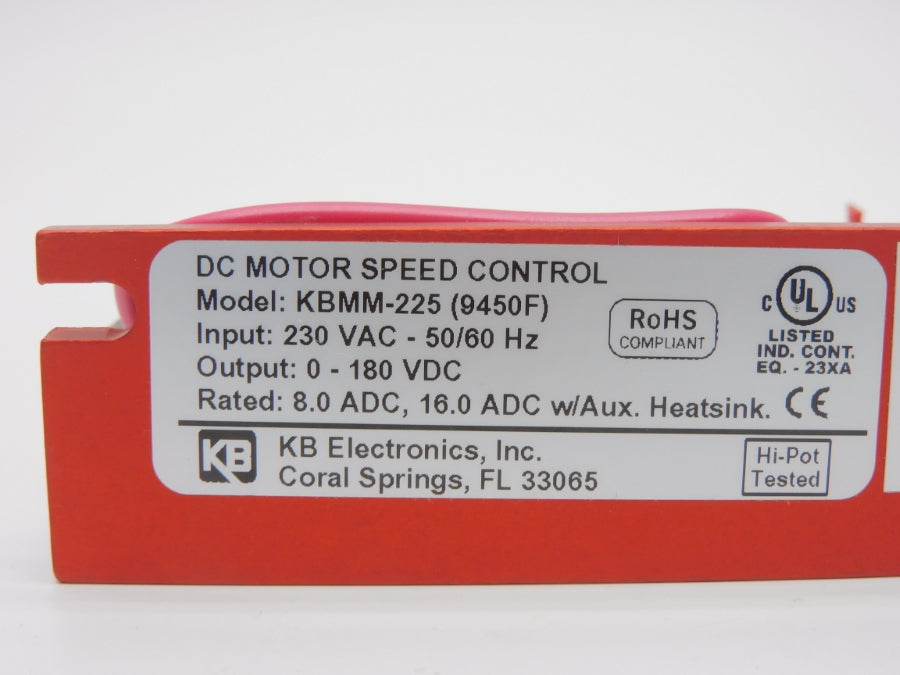 DC MOTOR SPEED CONTROL
Model: KBMM-225 (9450F)
Input: 230 VAC - 50/60 Hz
Output: 0 - 180 VDC
Rated: 8.0 ADC, 16.0 ADC w/Aux. Heatsink.
RoHS
COMPLIANT
C UL US
LISTED
IND. CONT.
EQ. - 23XA
CE
KB
KB Electronics, Inc.
Coral Springs, FL 33065
Hi-Pot
Tested